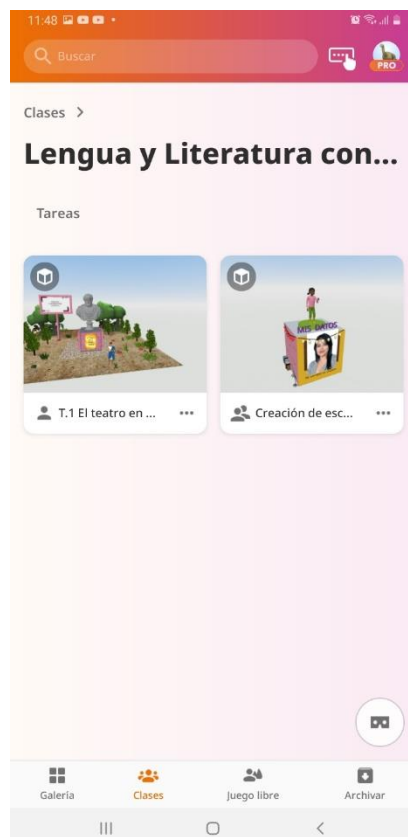 11:48
Buscar
PRO
Clases >
Lengua y Literatura con...
Tareas
MIS DATOS
T.1 El teatro en ...
Creación de esc...
Galería
Clases
Juego libre
Archivar